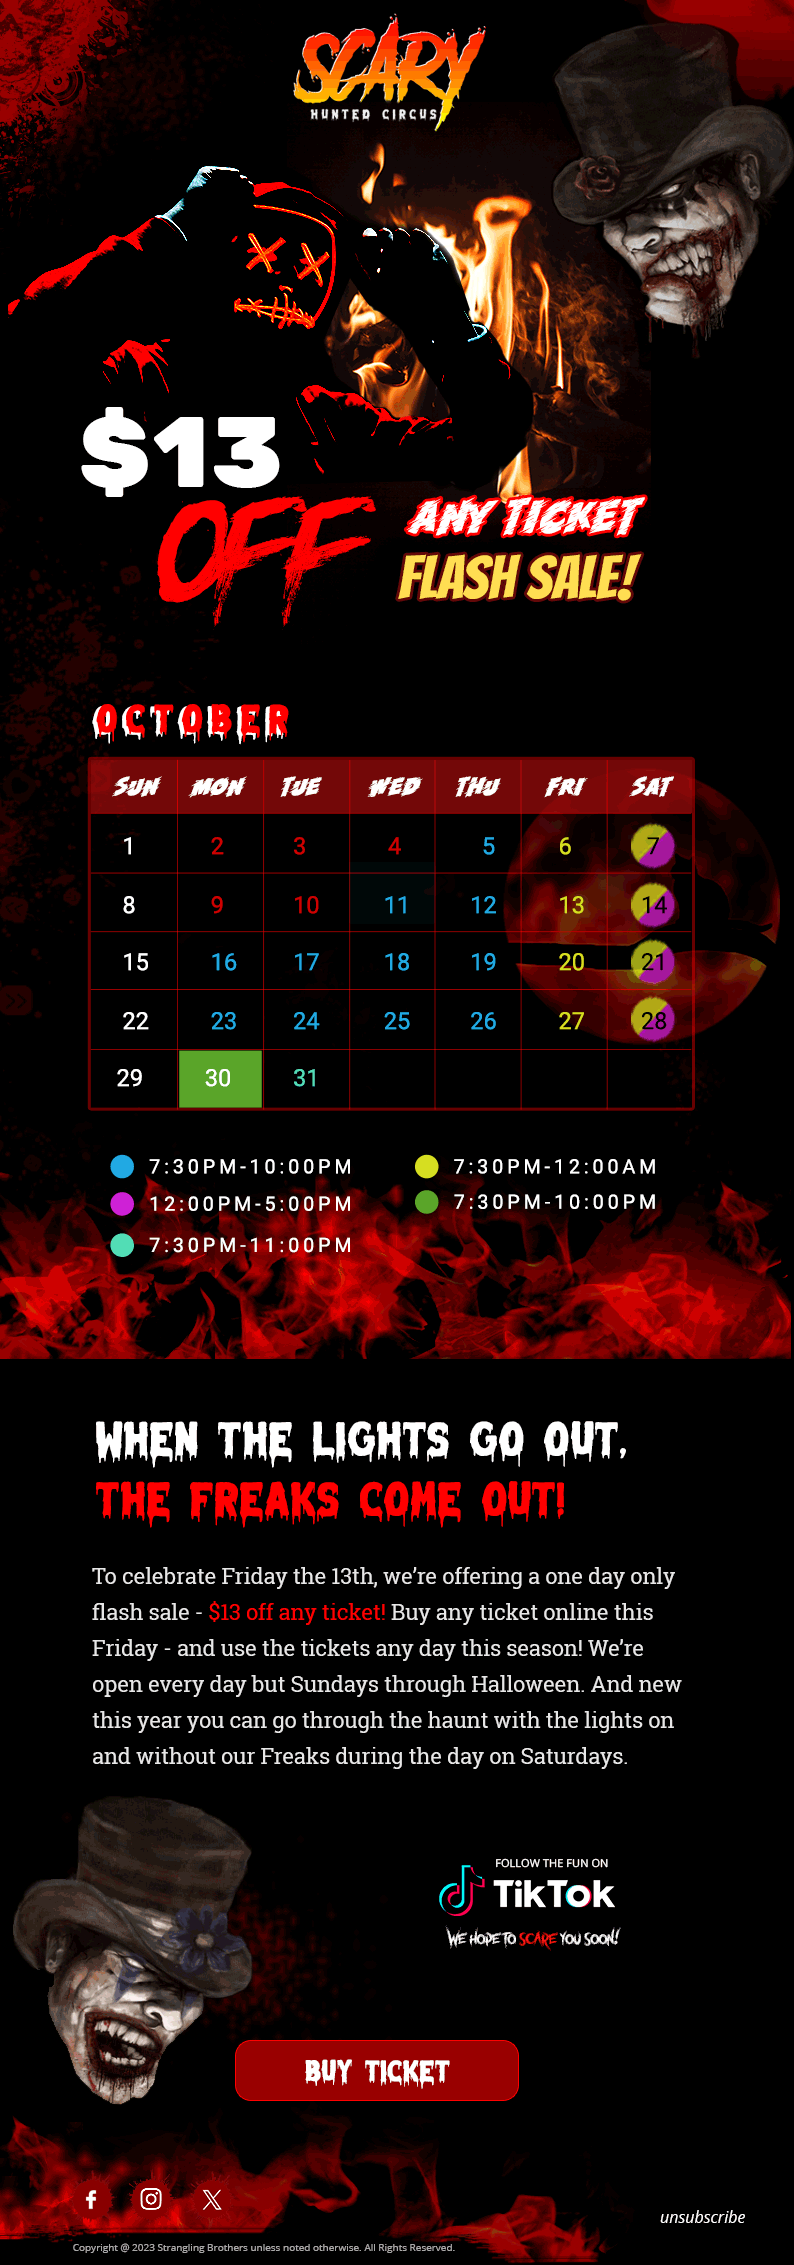 SCARY
HUNTED CIRCUS
$13
OFF
ANY TICKET
FLASH SALE!
OCTOBER
SUN MON TUE WED THU FRI SAT
1 2 3 4 5 6 7
8 9 10 11 12 13 14
15 16 17 18 19 20 21
22 23 24 25 26 27 28
29 30 31
7:30PM-10:00PM 7:30PM-12:00AM
12:00PM-5:00PM 7:30PM-10:00PM
7:30PM-11:00PM
WHEN THE LIGHTS GO OUT,
THE FREAKS COME OUT!
To celebrate Friday the 13th, we’re offering a one day only
flash sale - $13 off any ticket! Buy any ticket online this
Friday - and use the tickets any day this season! We’re
open every day but Sundays through Halloween. And new
this year you can go through the haunt with the lights on
and without our Freaks during the day on Saturdays.
FOLLOW THE FUN ON
TikTok
WE HOPE TO SCARE YOU SOON!
BUY TICKET
unsubscribe
Copyright @ 2023 Strangling Brothers unless noted otherwise. All Rights Reserved.